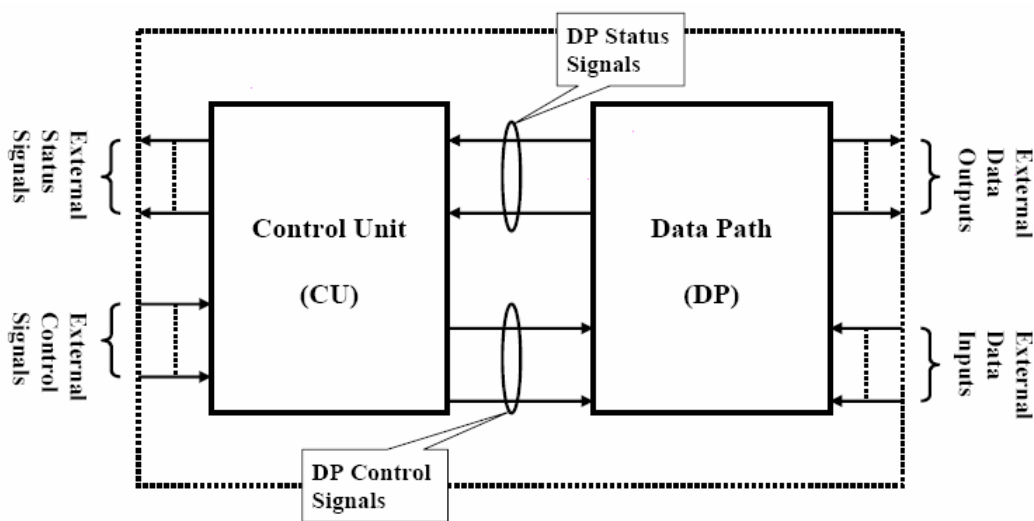 DP Status
Signals
External
Status
Signals
Control Unit
(CU)
Data Path
(DP)
External
Data
Outputs
External
Control
Signals
External
Data
Inputs
DP Control
Signals